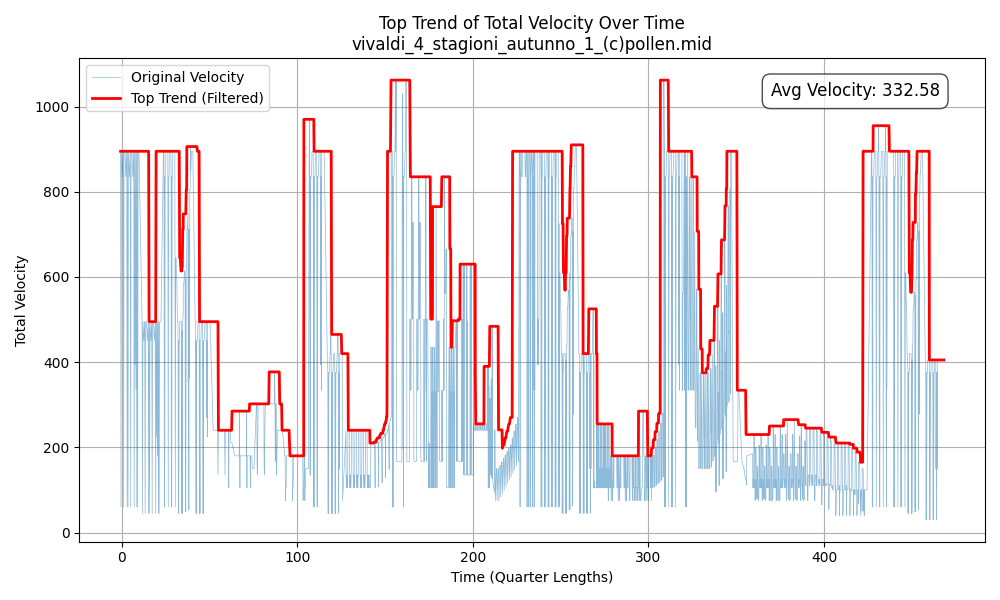 Top Trend of Total Velocity Over Time
vivaldi_4_stagioni_autunno_1_(c)pollen.mid
Original Velocity
Top Trend (Filtered)
Avg Velocity: 332.58
Total Velocity
1000
800
600
400
200
0
0 100 200 300 400
Time (Quarter Lengths)